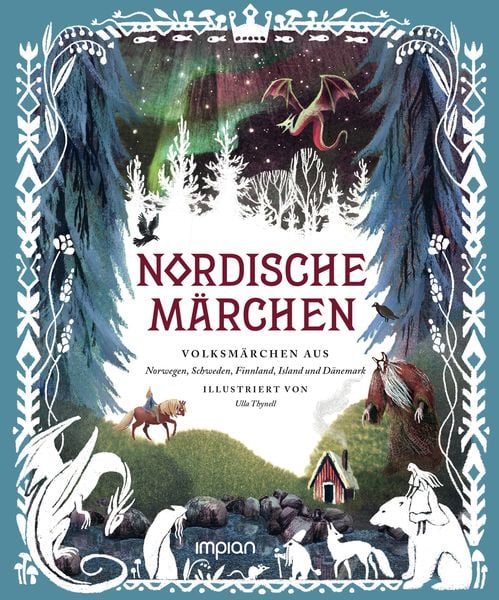 NORDISCHE
MÄRCHEN
VOLKSMÄRCHEN AUS
Norwegen, Schweden, Finnland, Island und Dänemark
ILLUSTRIERT VON
Ulla Thynell
impian